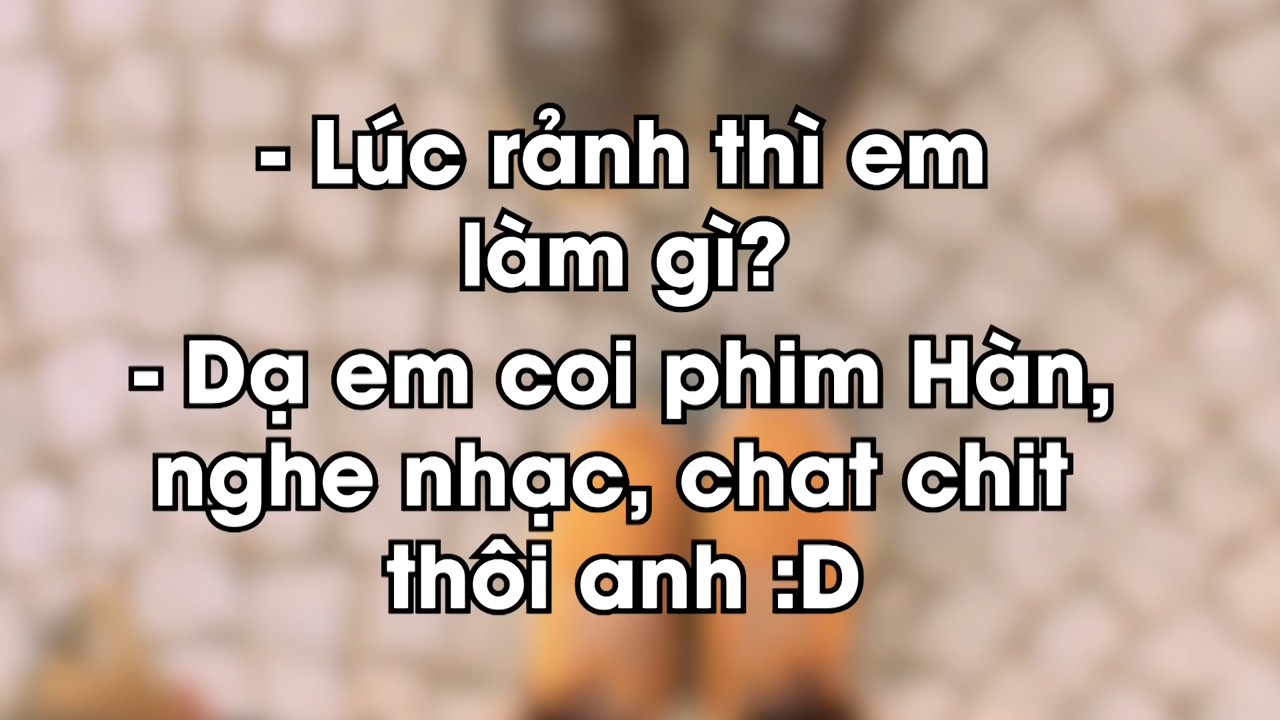 - Lúc rảnh thì em
làm gì?
- Dạ em coi phim Hàn,
nghe nhạc, chat chit
thôi anh :D